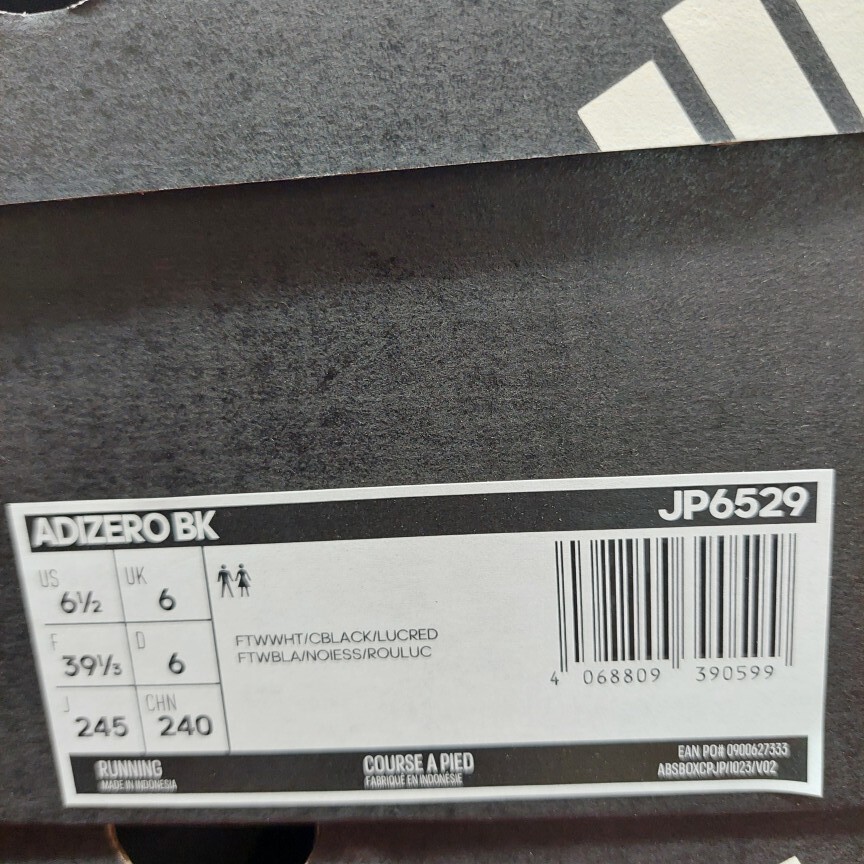 ADIZERO BK
JP6529
US
6½
UK
6
F
39⅓
D
6
J
245
CHN
240
FTWWHT/CBLACK/LUCRED
FTWBLA/NOIESS/ROULUC
4 068809 390599
RUNNING
MADE IN INDONESIA
COURSE A PIED
FABRIQUÉ EN INDONÉSIE
EAN PO# 0900627333
ABSBOXCPJP/1023/V02